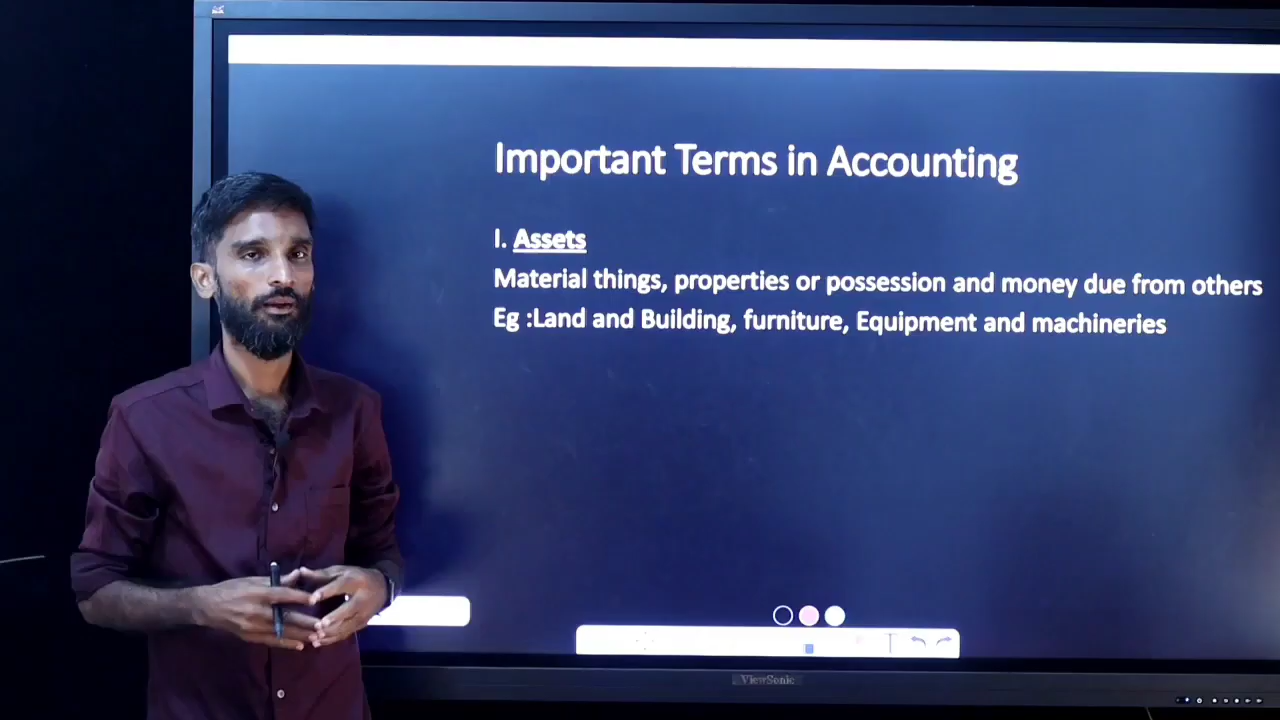 Important Terms in Accounting
I. Assets
Material things, properties or possession and money due from others
Eg :Land and Building, furniture, Equipment and machineries
T
ViewSonic